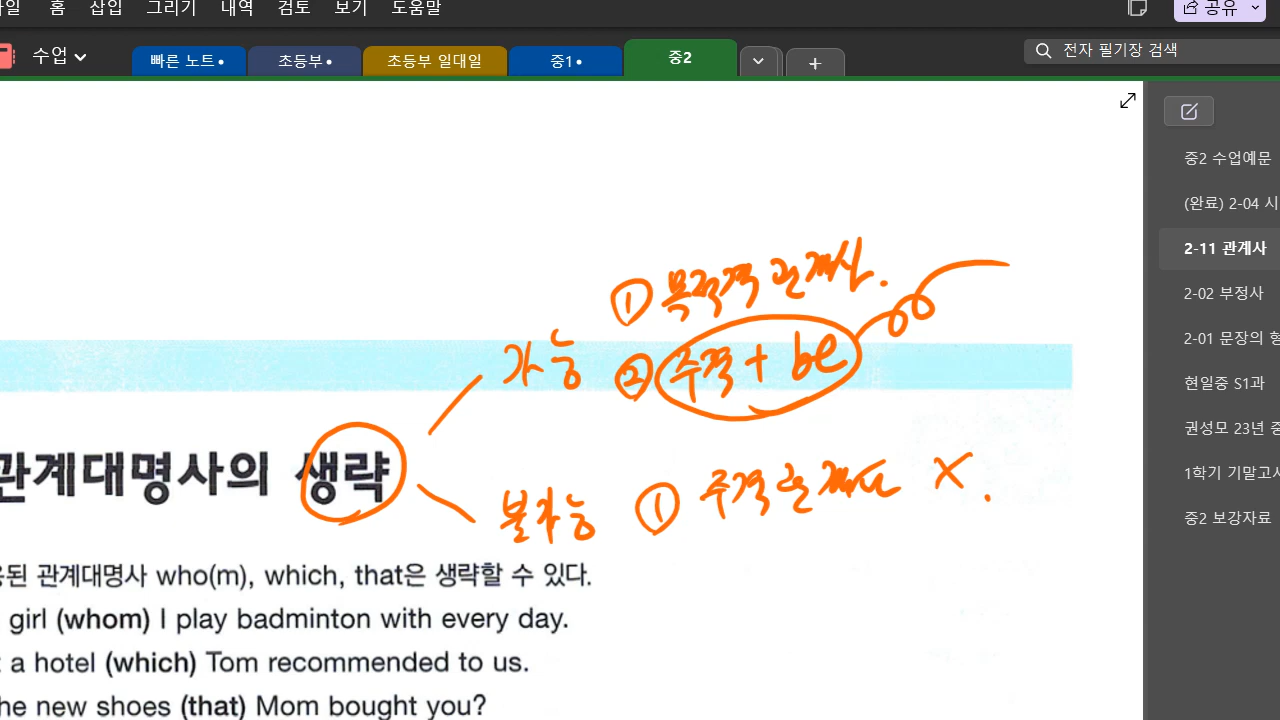 파일 홈 삽입 그리기 내역 검토 보기 도움말 공유
수업 빠른 노트 초등부 초등부 일대일 중1 중2 + 전자 필기장 검색
중2 수업예문
(완료) 2-04 시
2-11 관계사
2-02 부정사
2-01 문장의 형
현일중 S1과
권성모 23년 중
1학기 기말고사
중2 보강자료
① 목적격 관계사.
가능 ② 주격 + be
관계대명사의 생략
불가능 ① 주격 관계사 X.
용된 관계대명사 who(m), which, that은 생략할 수 있다.
girl (whom) I play badminton with every day.
a hotel (which) Tom recommended to us.
he new shoes (that) Mom bought you?